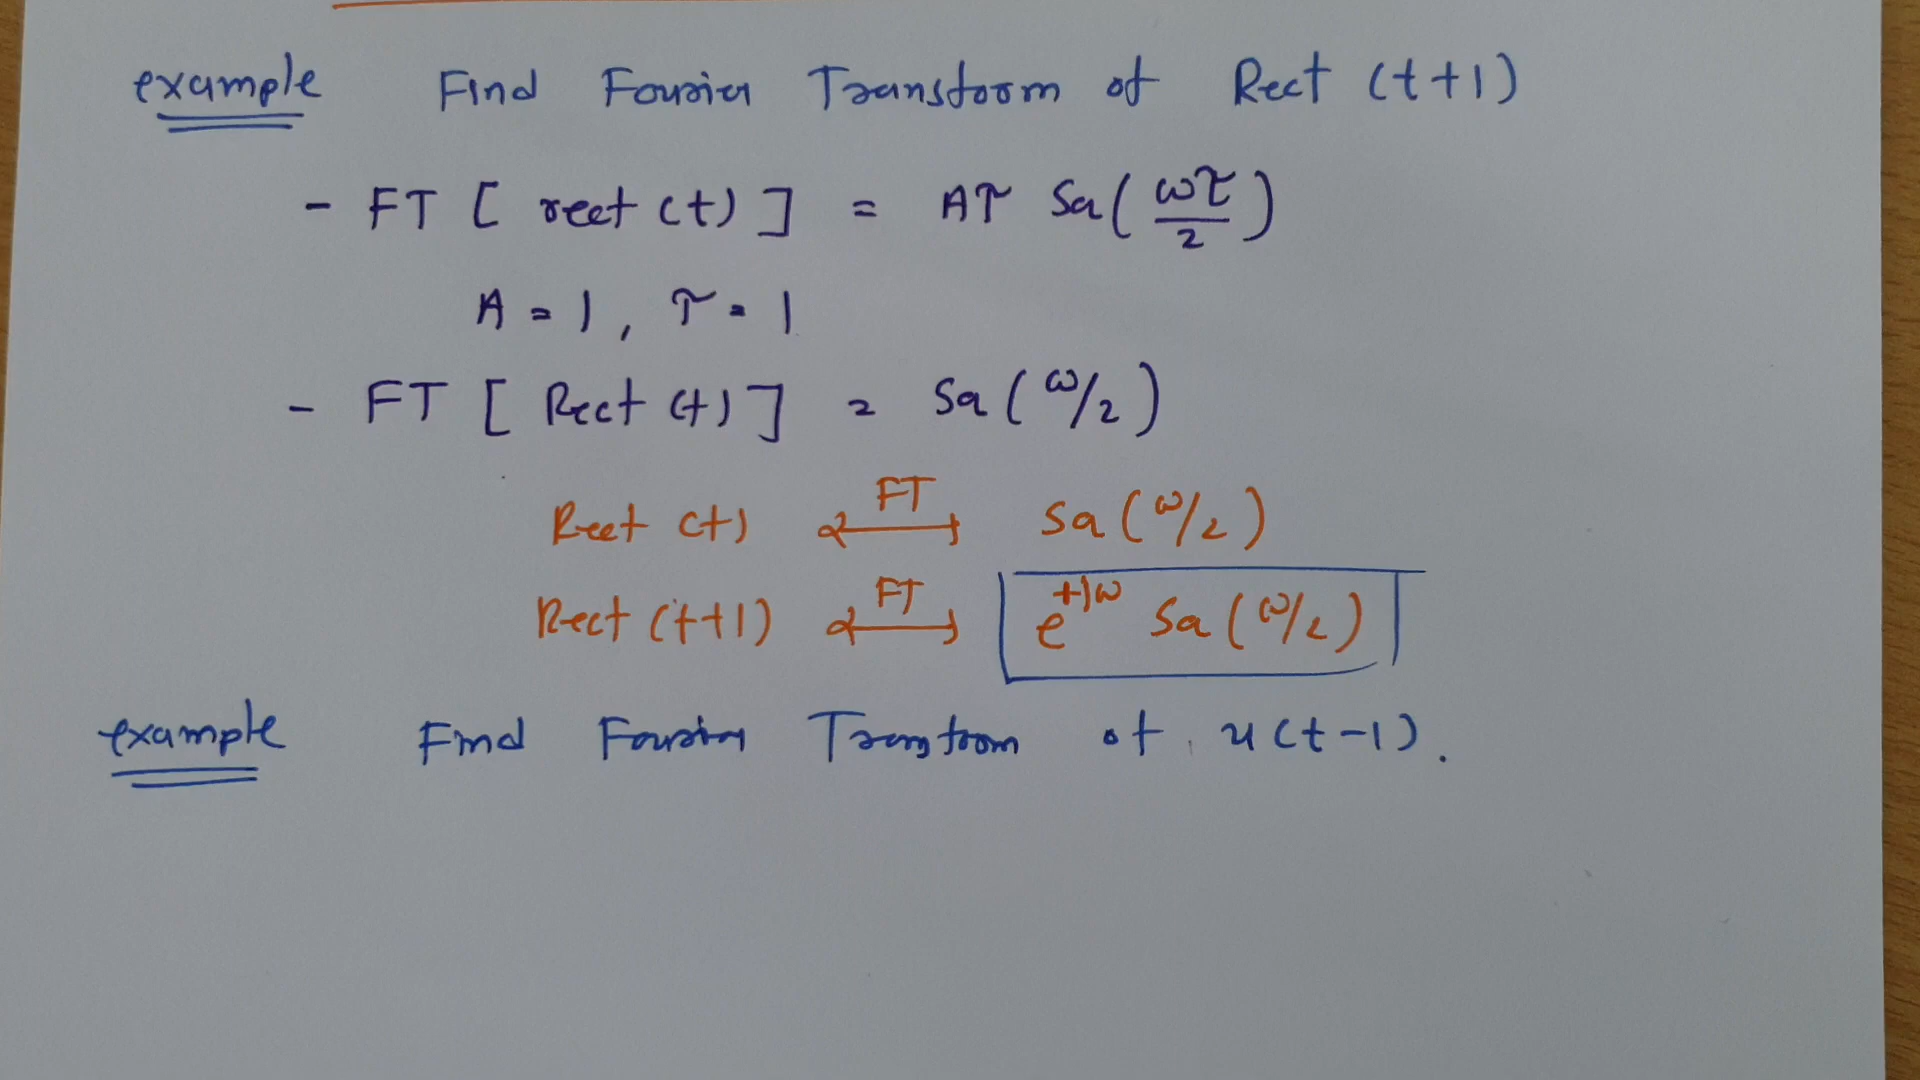 example Find Fourier Transform of Rect (t+1)
- FT [ rect (t) ] = Aτ Sa( ωτ/2 )
A = 1, τ = 1
- FT [ Rect (t) ] = Sa ( ω/2 )
Rect (t) ←FT→ Sa ( ω/2 )
Rect (t+1) ←FT→ e^{+jω} Sa ( ω/2 )
example Find Fourier Transform of u(t-1).